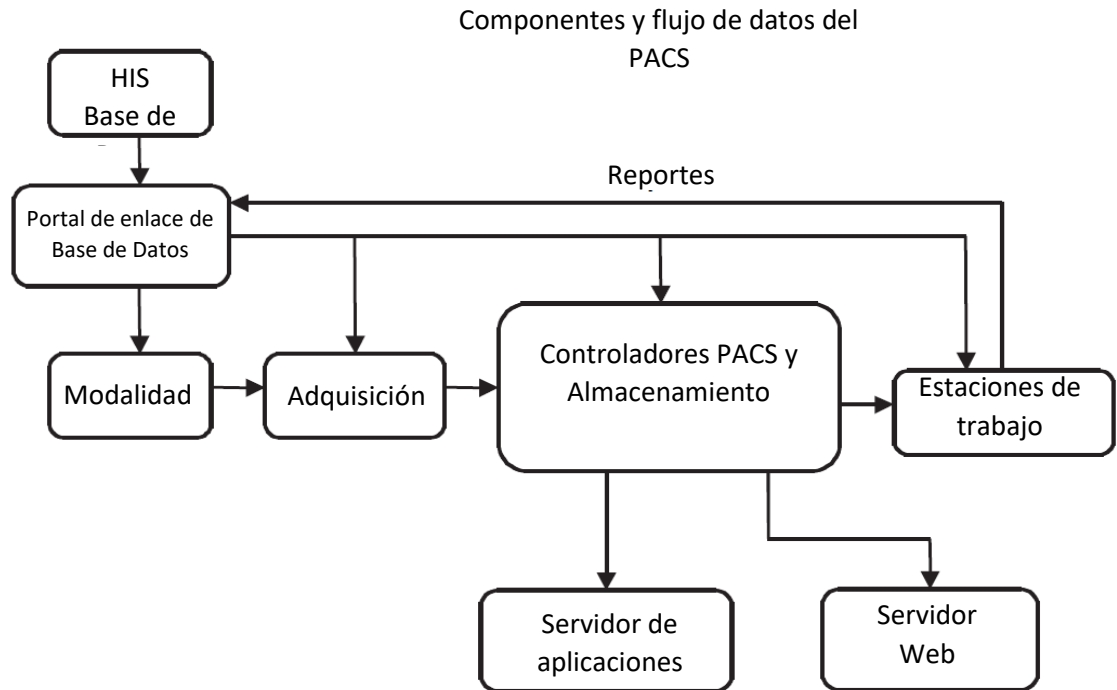 Componentes y flujo de datos del
PACS
HIS
Base de
Reportes
Portal de enlace de
Base de Datos
Modalidad
Adquisición
Controladores PACS y
Almacenamiento
Estaciones de
trabajo
Servidor de
aplicaciones
Servidor
Web